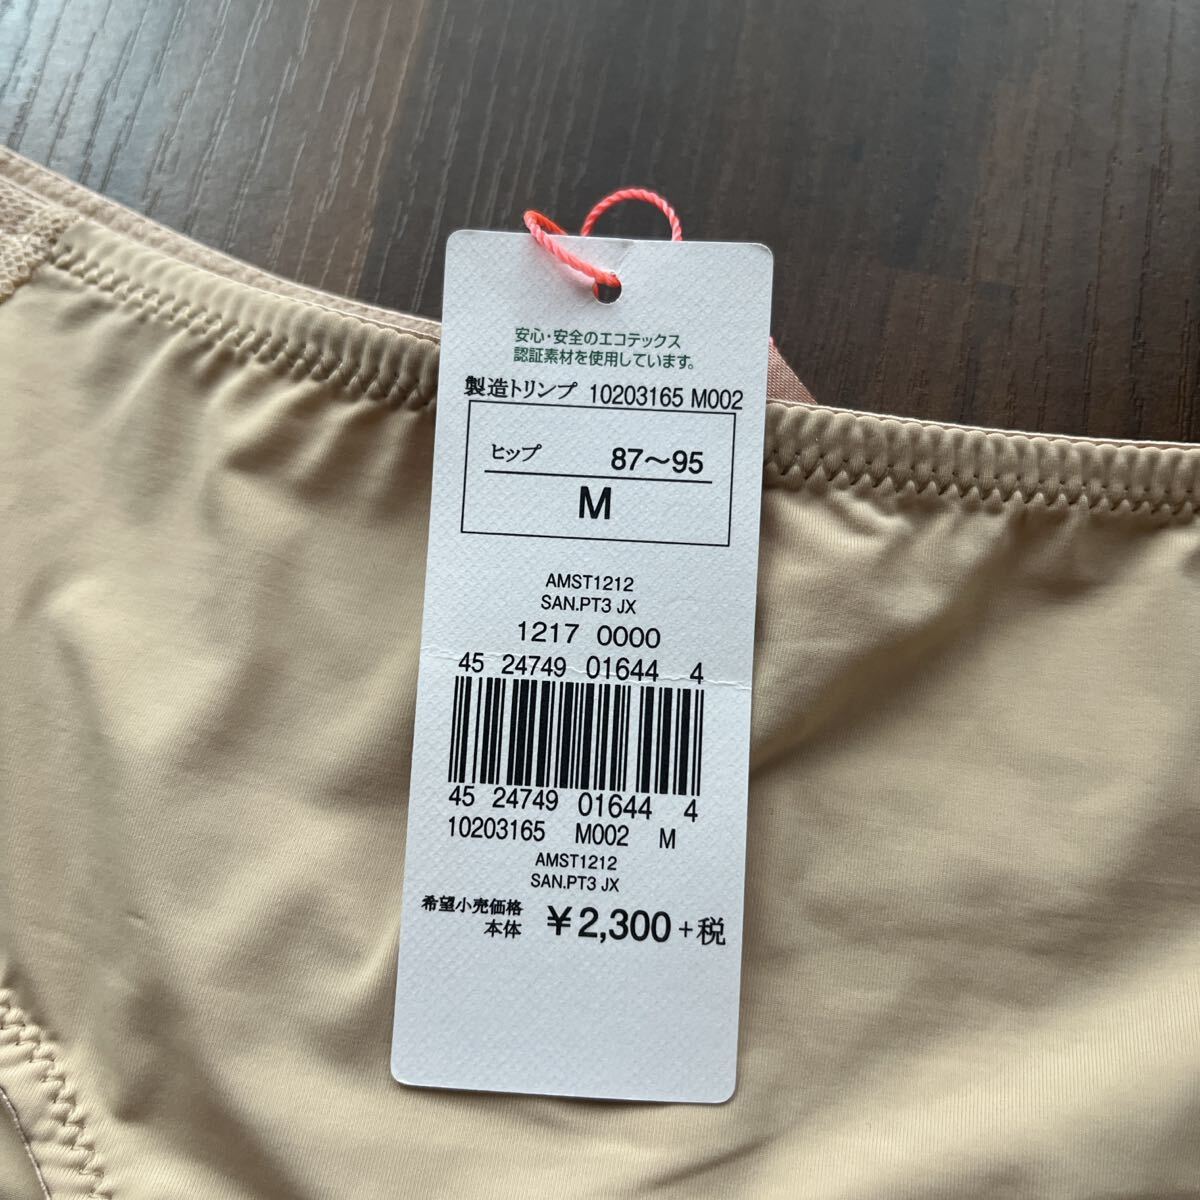 安心・安全のエコテックス
認証素材を使用しています。
製造トリンプ 10203165 M002
ヒップ 87〜95
M
AMST1212
SAN.PT3 JX
1217 0000
45 24749 01644 4
45 24749 01644 4
10203165 M002 M
AMST1212
SAN.PT3 JX
希望小売価格
本体 ¥2,300+税